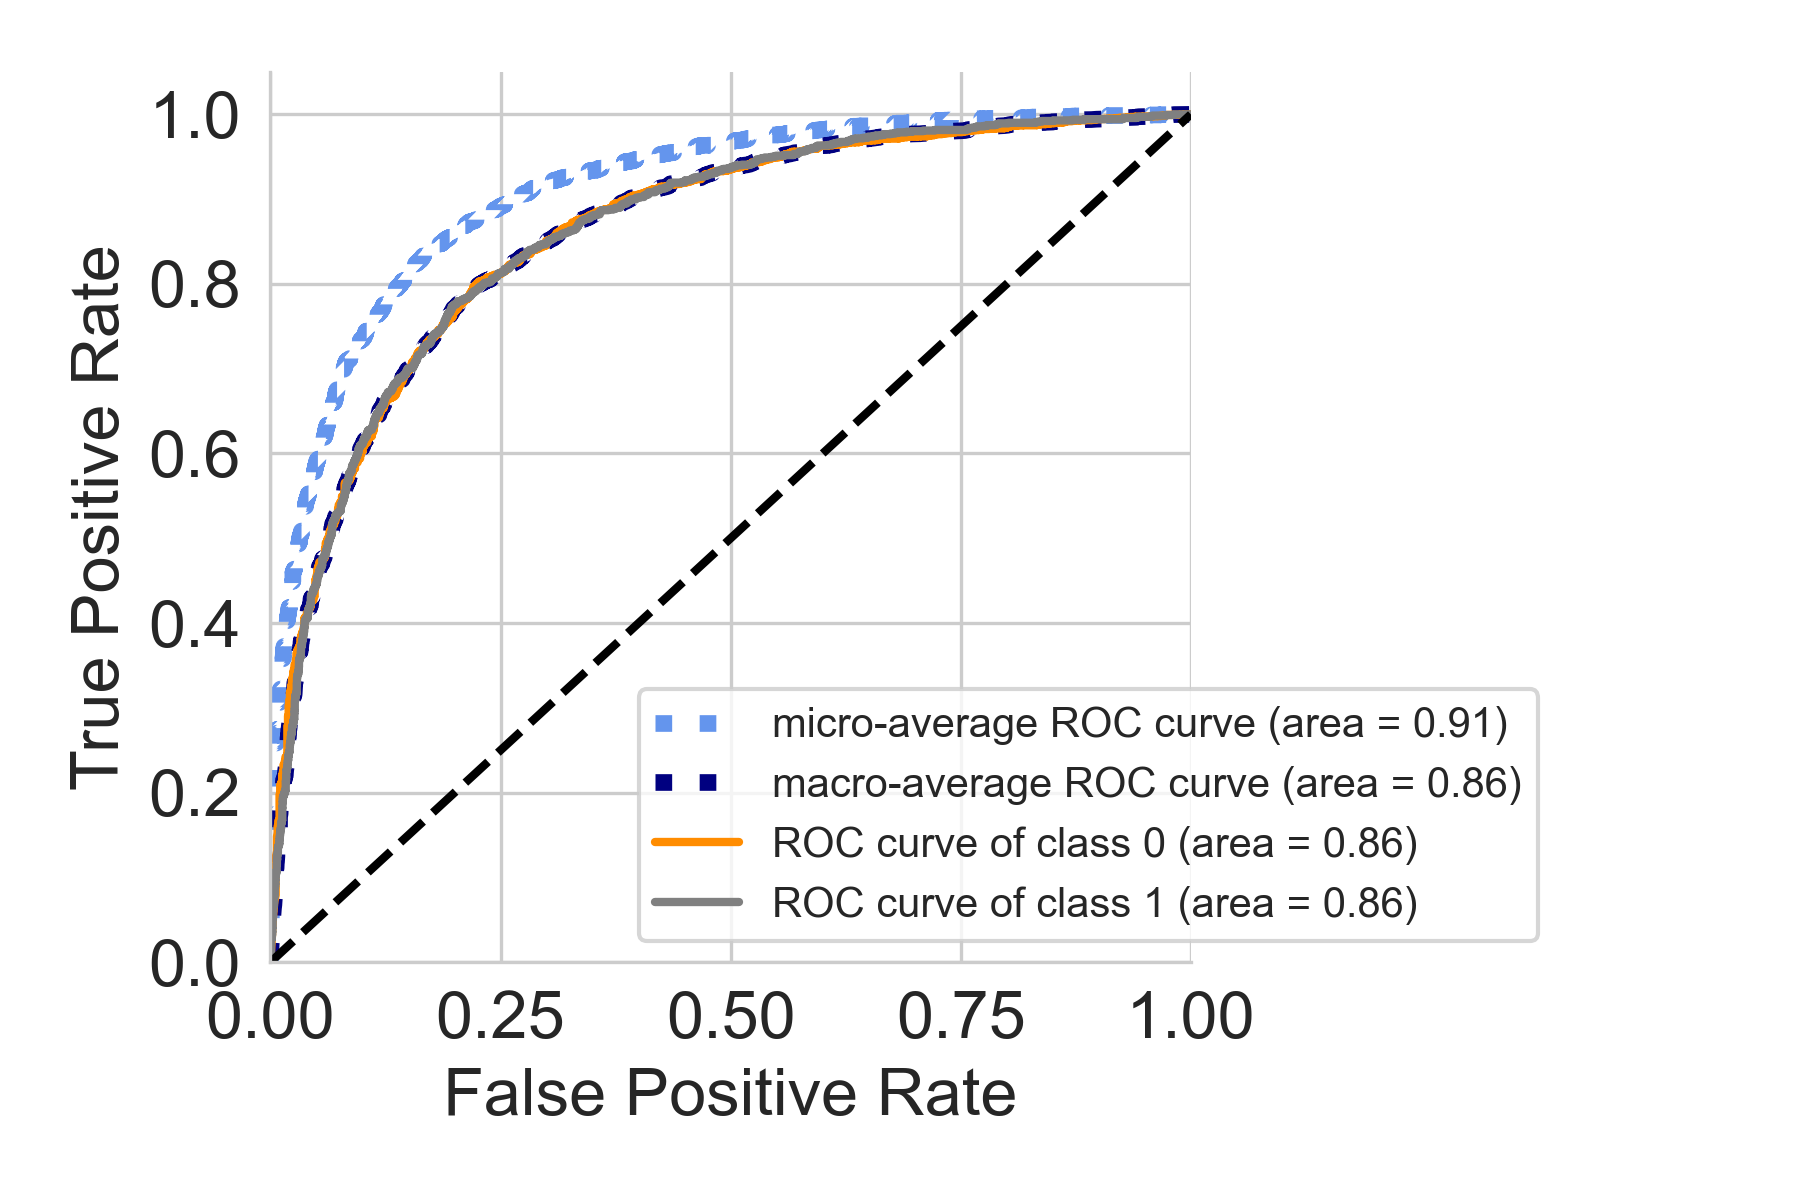 True Positive Rate
1.0
0.8
0.6
0.4
0.2
0.0
micro-average ROC curve (area = 0.91)
macro-average ROC curve (area = 0.86)
ROC curve of class 0 (area = 0.86)
ROC curve of class 1 (area = 0.86)
0.00 0.25 0.50 0.75 1.00
False Positive Rate